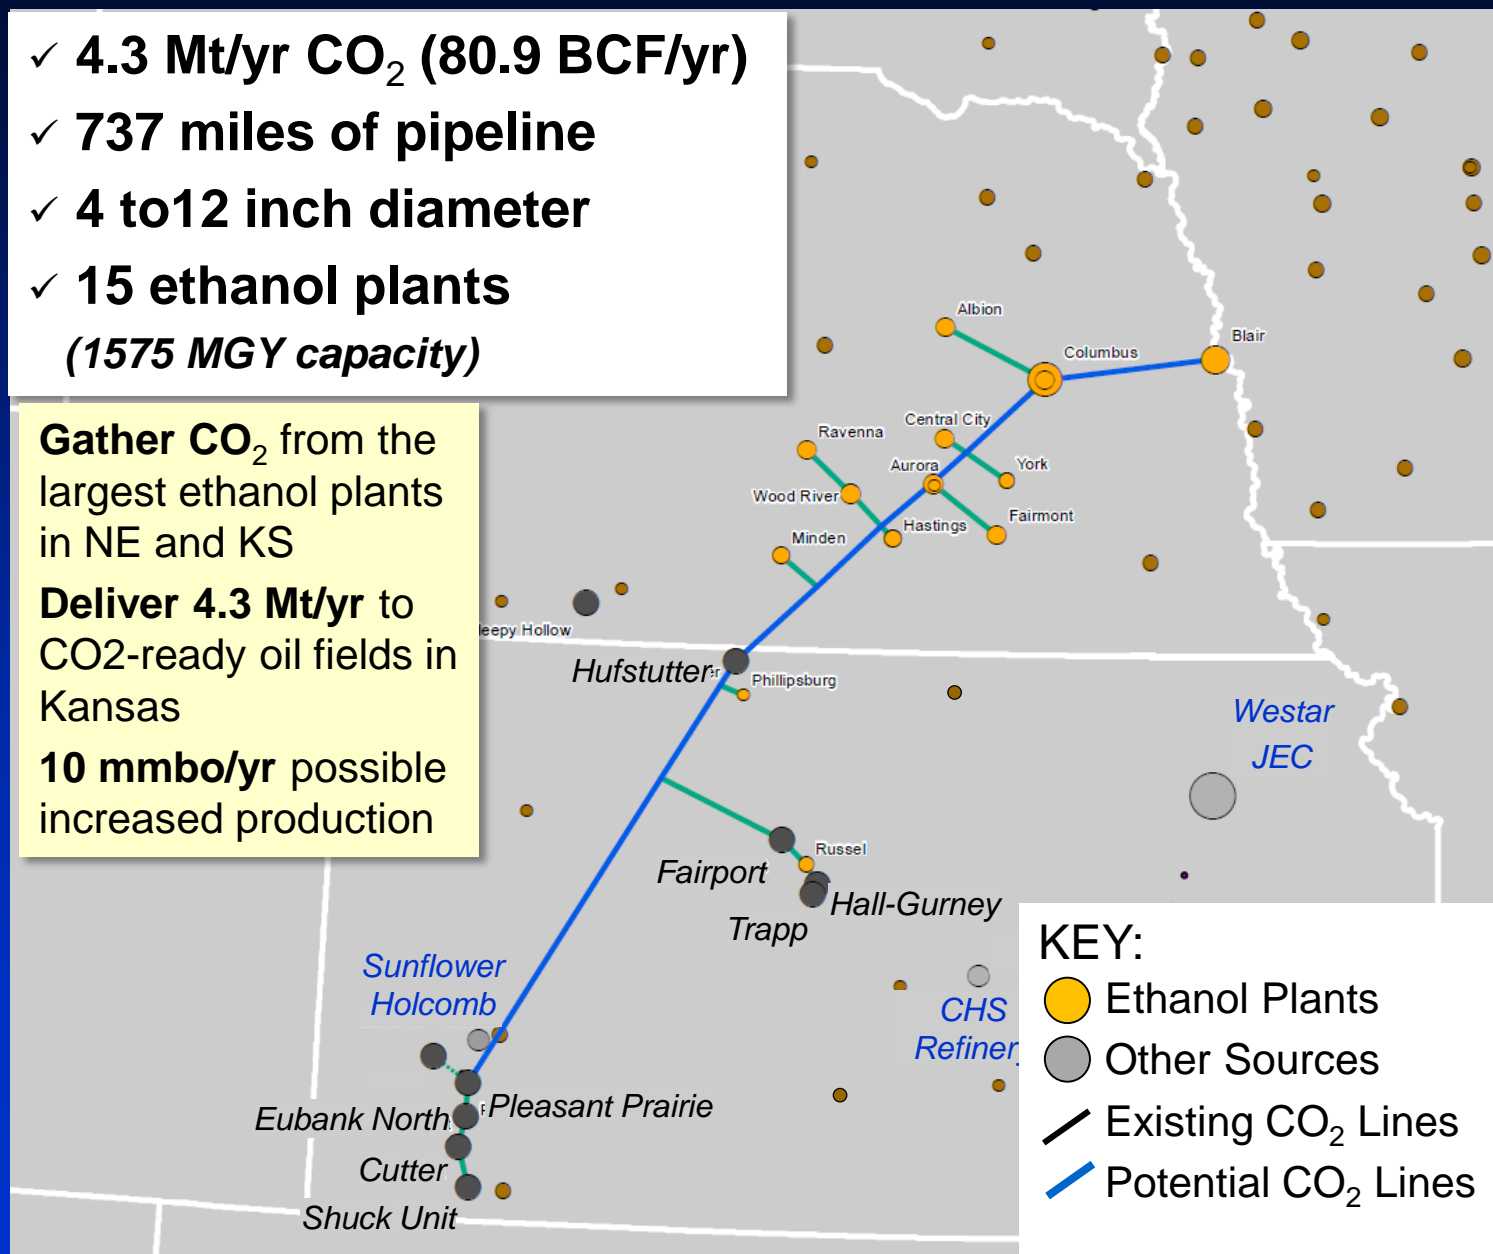 ✓ 4.3 Mt/yr CO₂ (80.9 BCF/yr)
✓ 737 miles of pipeline
✓ 4 to12 inch diameter
✓ 15 ethanol plants
(1575 MGY capacity)
Gather CO₂ from the
largest ethanol plants
in NE and KS
Deliver 4.3 Mt/yr to
CO2-ready oil fields in
Kansas
10 mmbo/yr possible
increased production
Albion
Columbus
Blair
Central City
Ravenna
Aurora
York
Wood River
Hastings
Fairmont
Minden
leepy Hollow
Hufstutter
Phillipsburg
Westar
JEC
Russel
Fairport
Hall-Gurney
Trapp
Sunflower
Holcomb
CHS
Refiner
Pleasant Prairie
Eubank North
Cutter
Shuck Unit
KEY:
Ethanol Plants
Other Sources
Existing CO₂ Lines
Potential CO₂ Lines